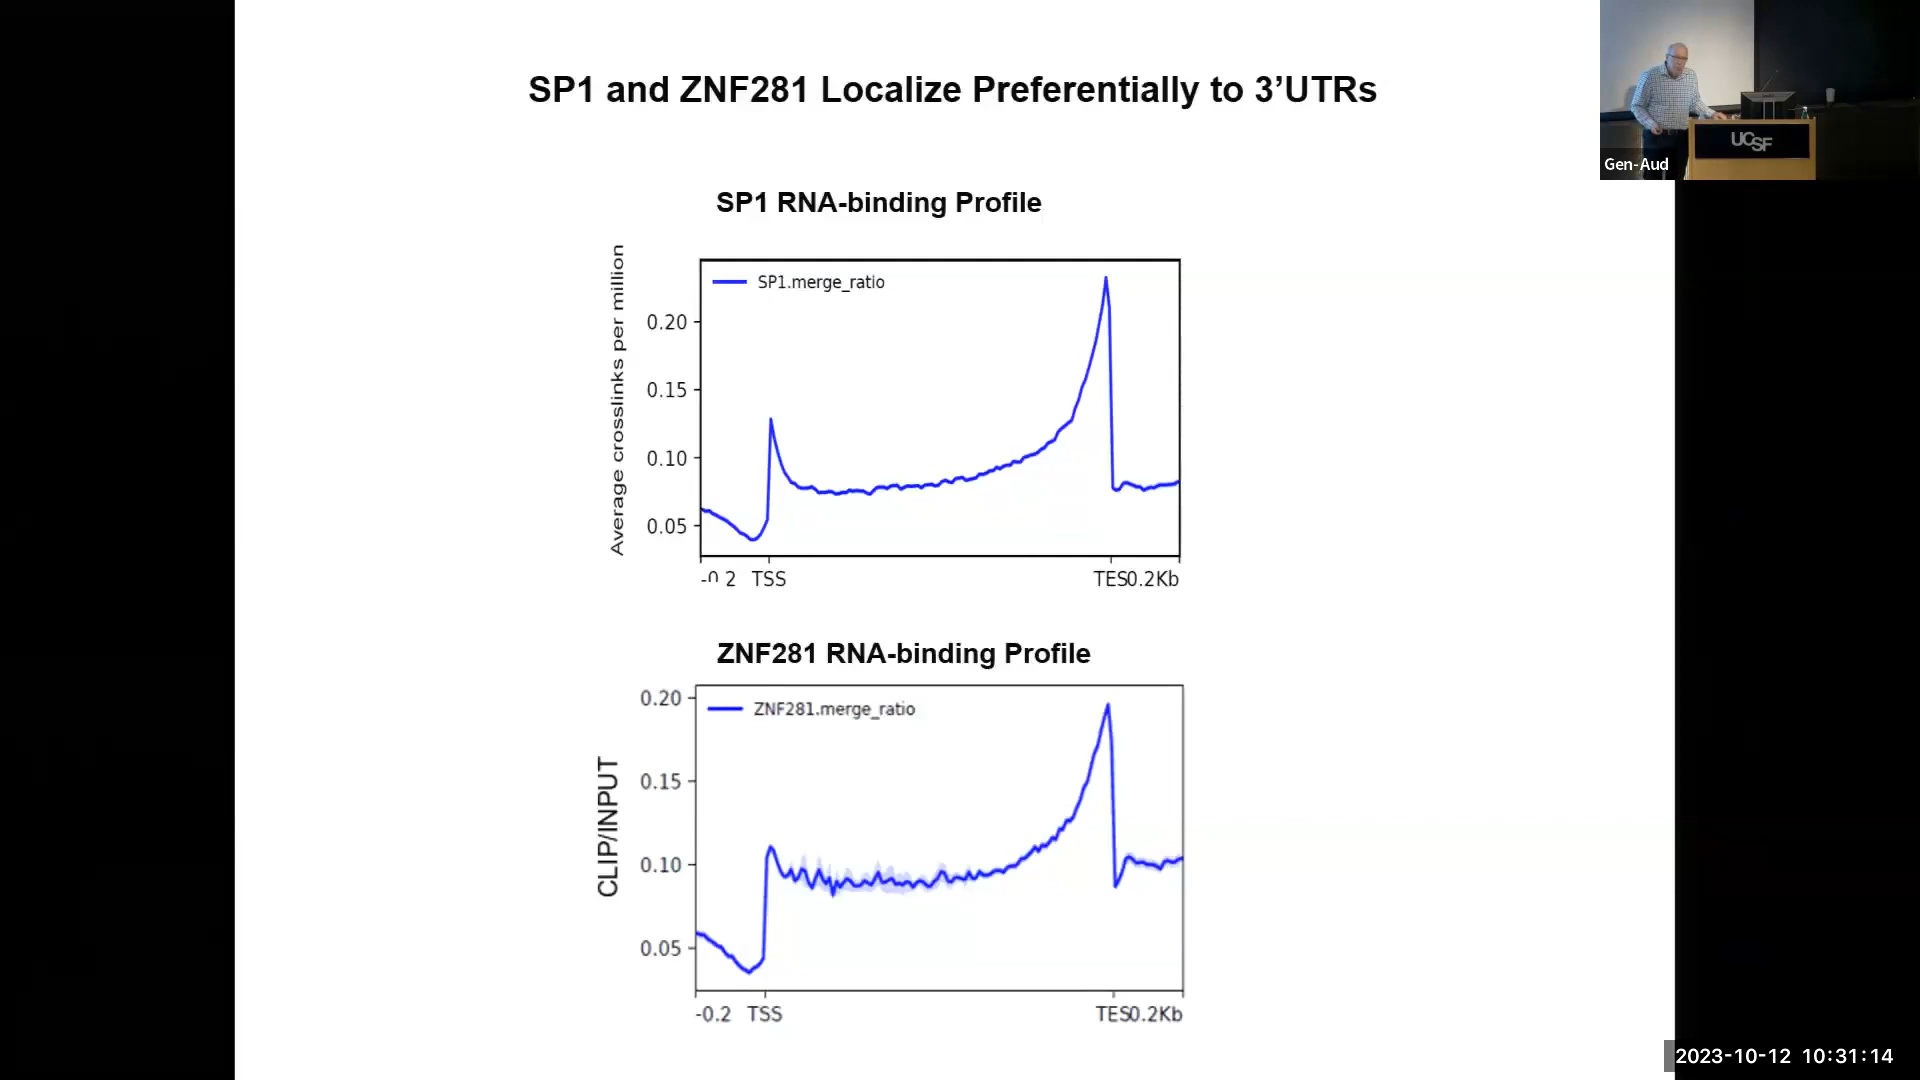 SP1 and ZNF281 Localize Preferentially to 3’UTRs
UCSF
Gen-Aud
SP1 RNA-binding Profile
Average crosslinks per million
SP1.merge_ratio
0.20
0.15
0.10
0.05
TSS
TES0.2Kb
ZNF281 RNA-binding Profile
CLIP/INPUT
ZNF281.merge_ratio
0.20
0.15
0.10
0.05
-0.2 TSS TES0.2Kb
2023-10-12 10:31:14